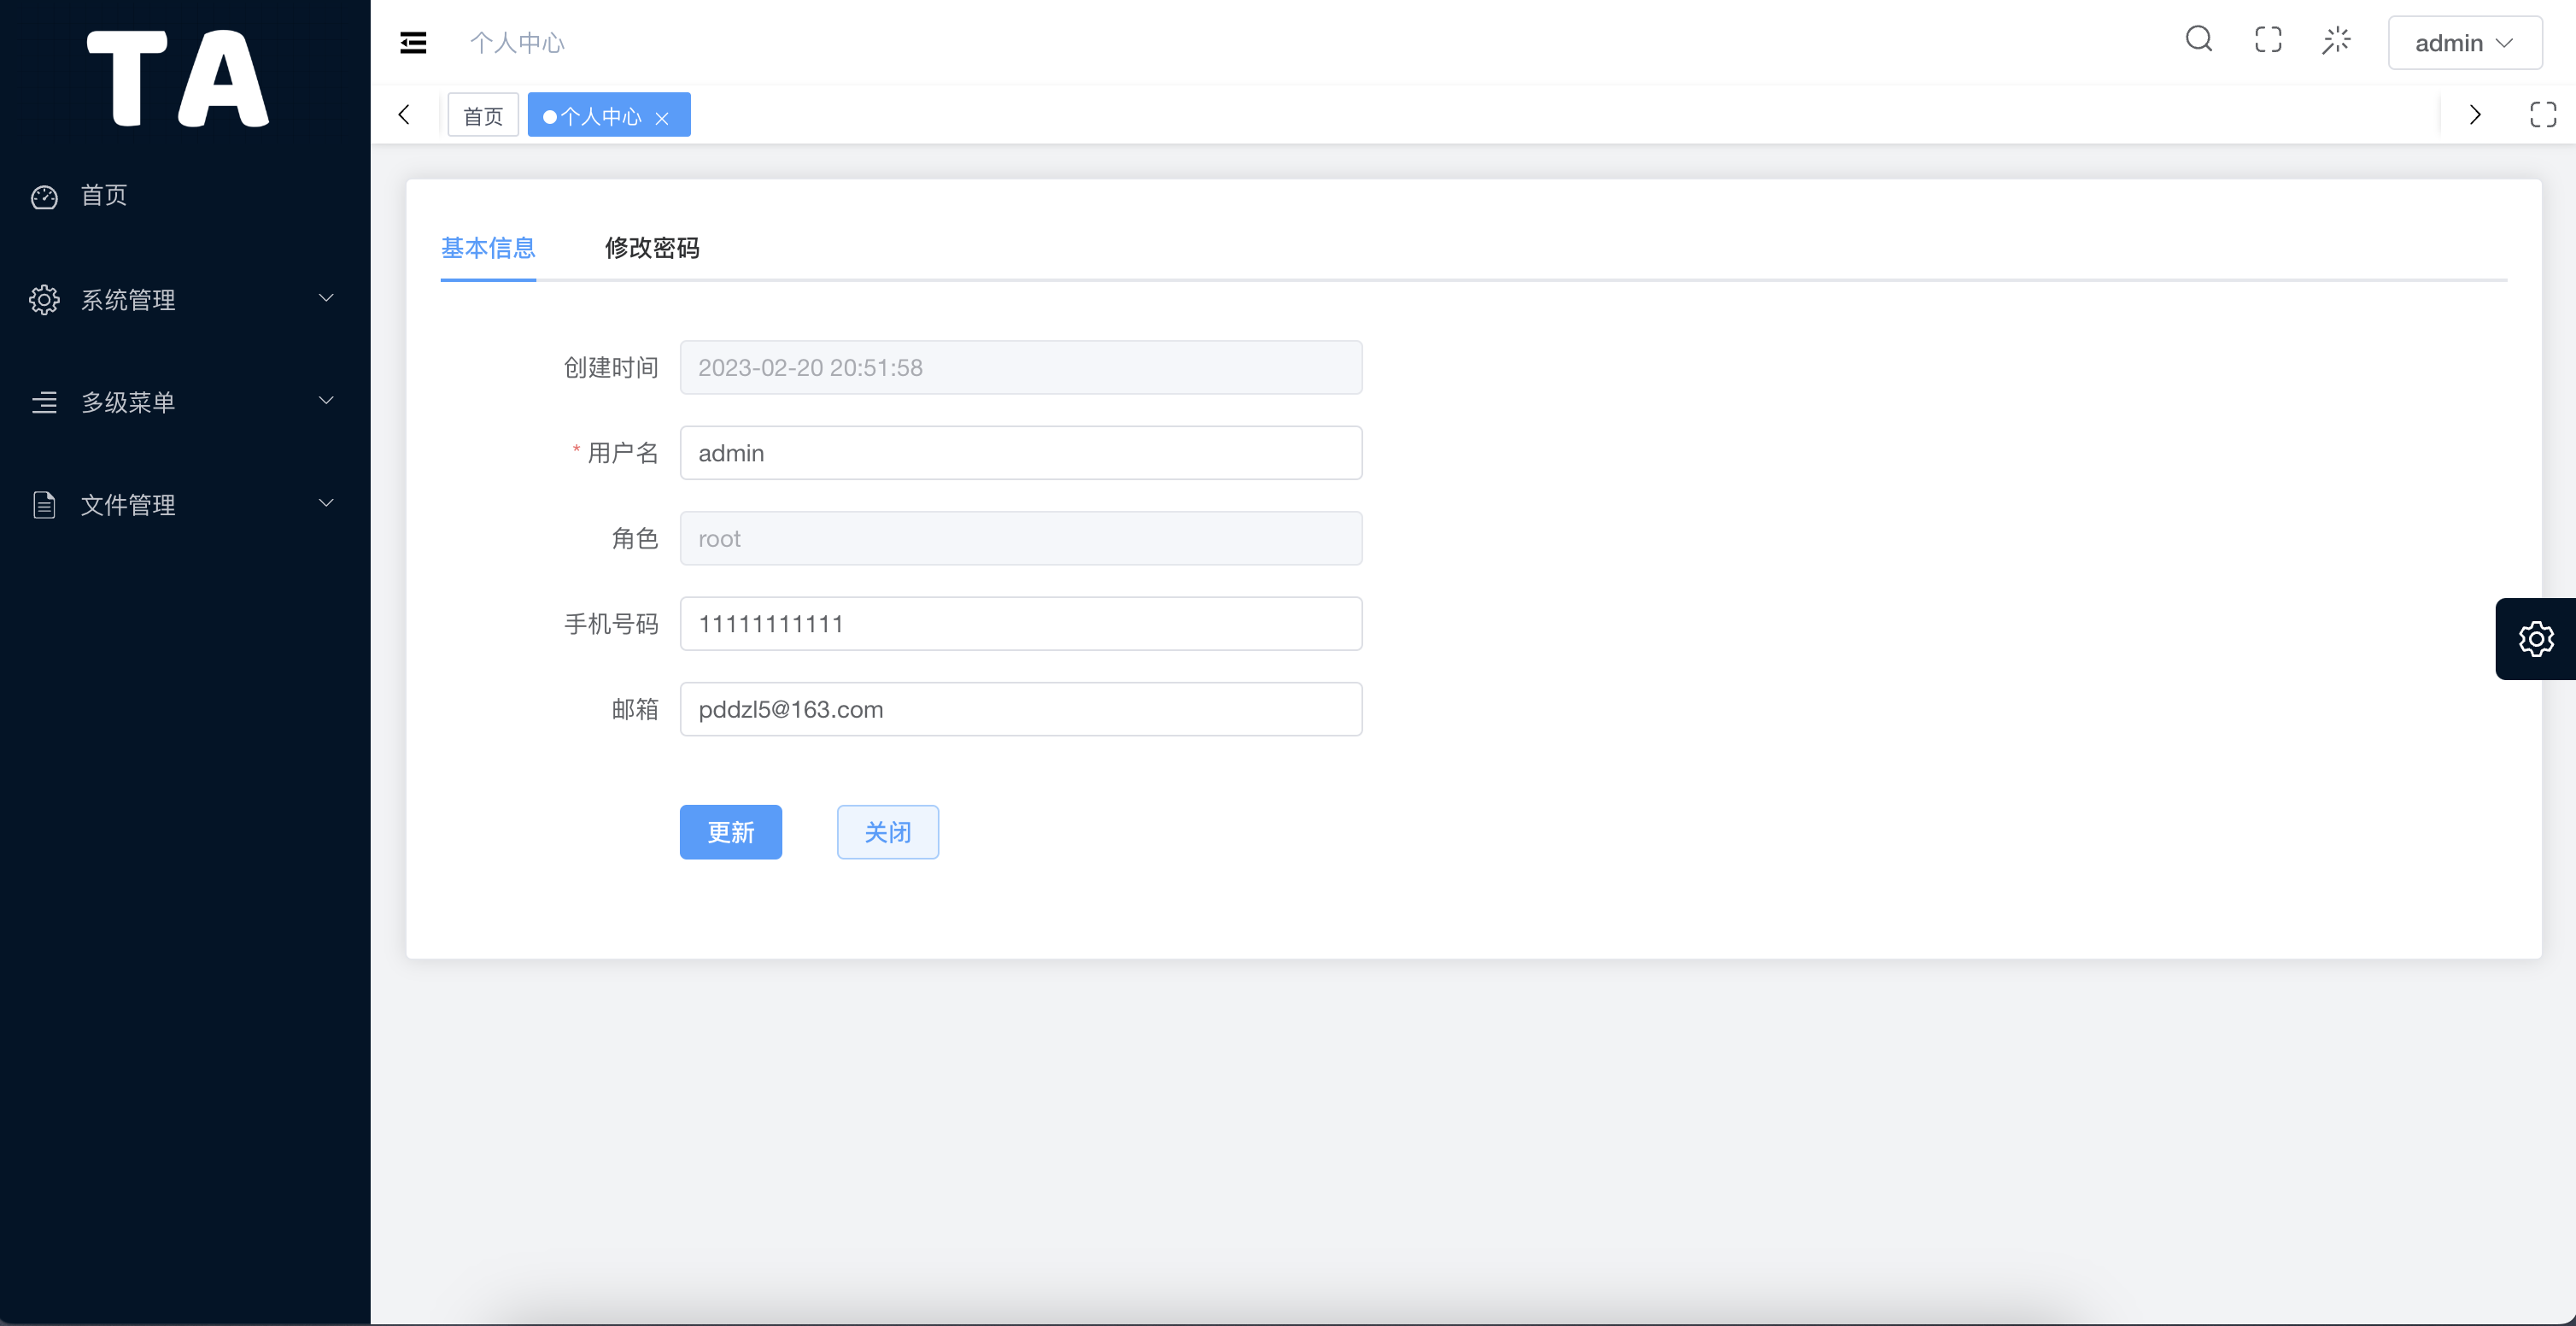 TA
首页
系统管理
多级菜单
文件管理
个人中心
admin
首页
个人中心
基本信息
修改密码
创建时间 2023-02-20 20:51:58
* 用户名 admin
角色 root
手机号码 11111111111
邮箱 pddzl5@163.com
更新
关闭